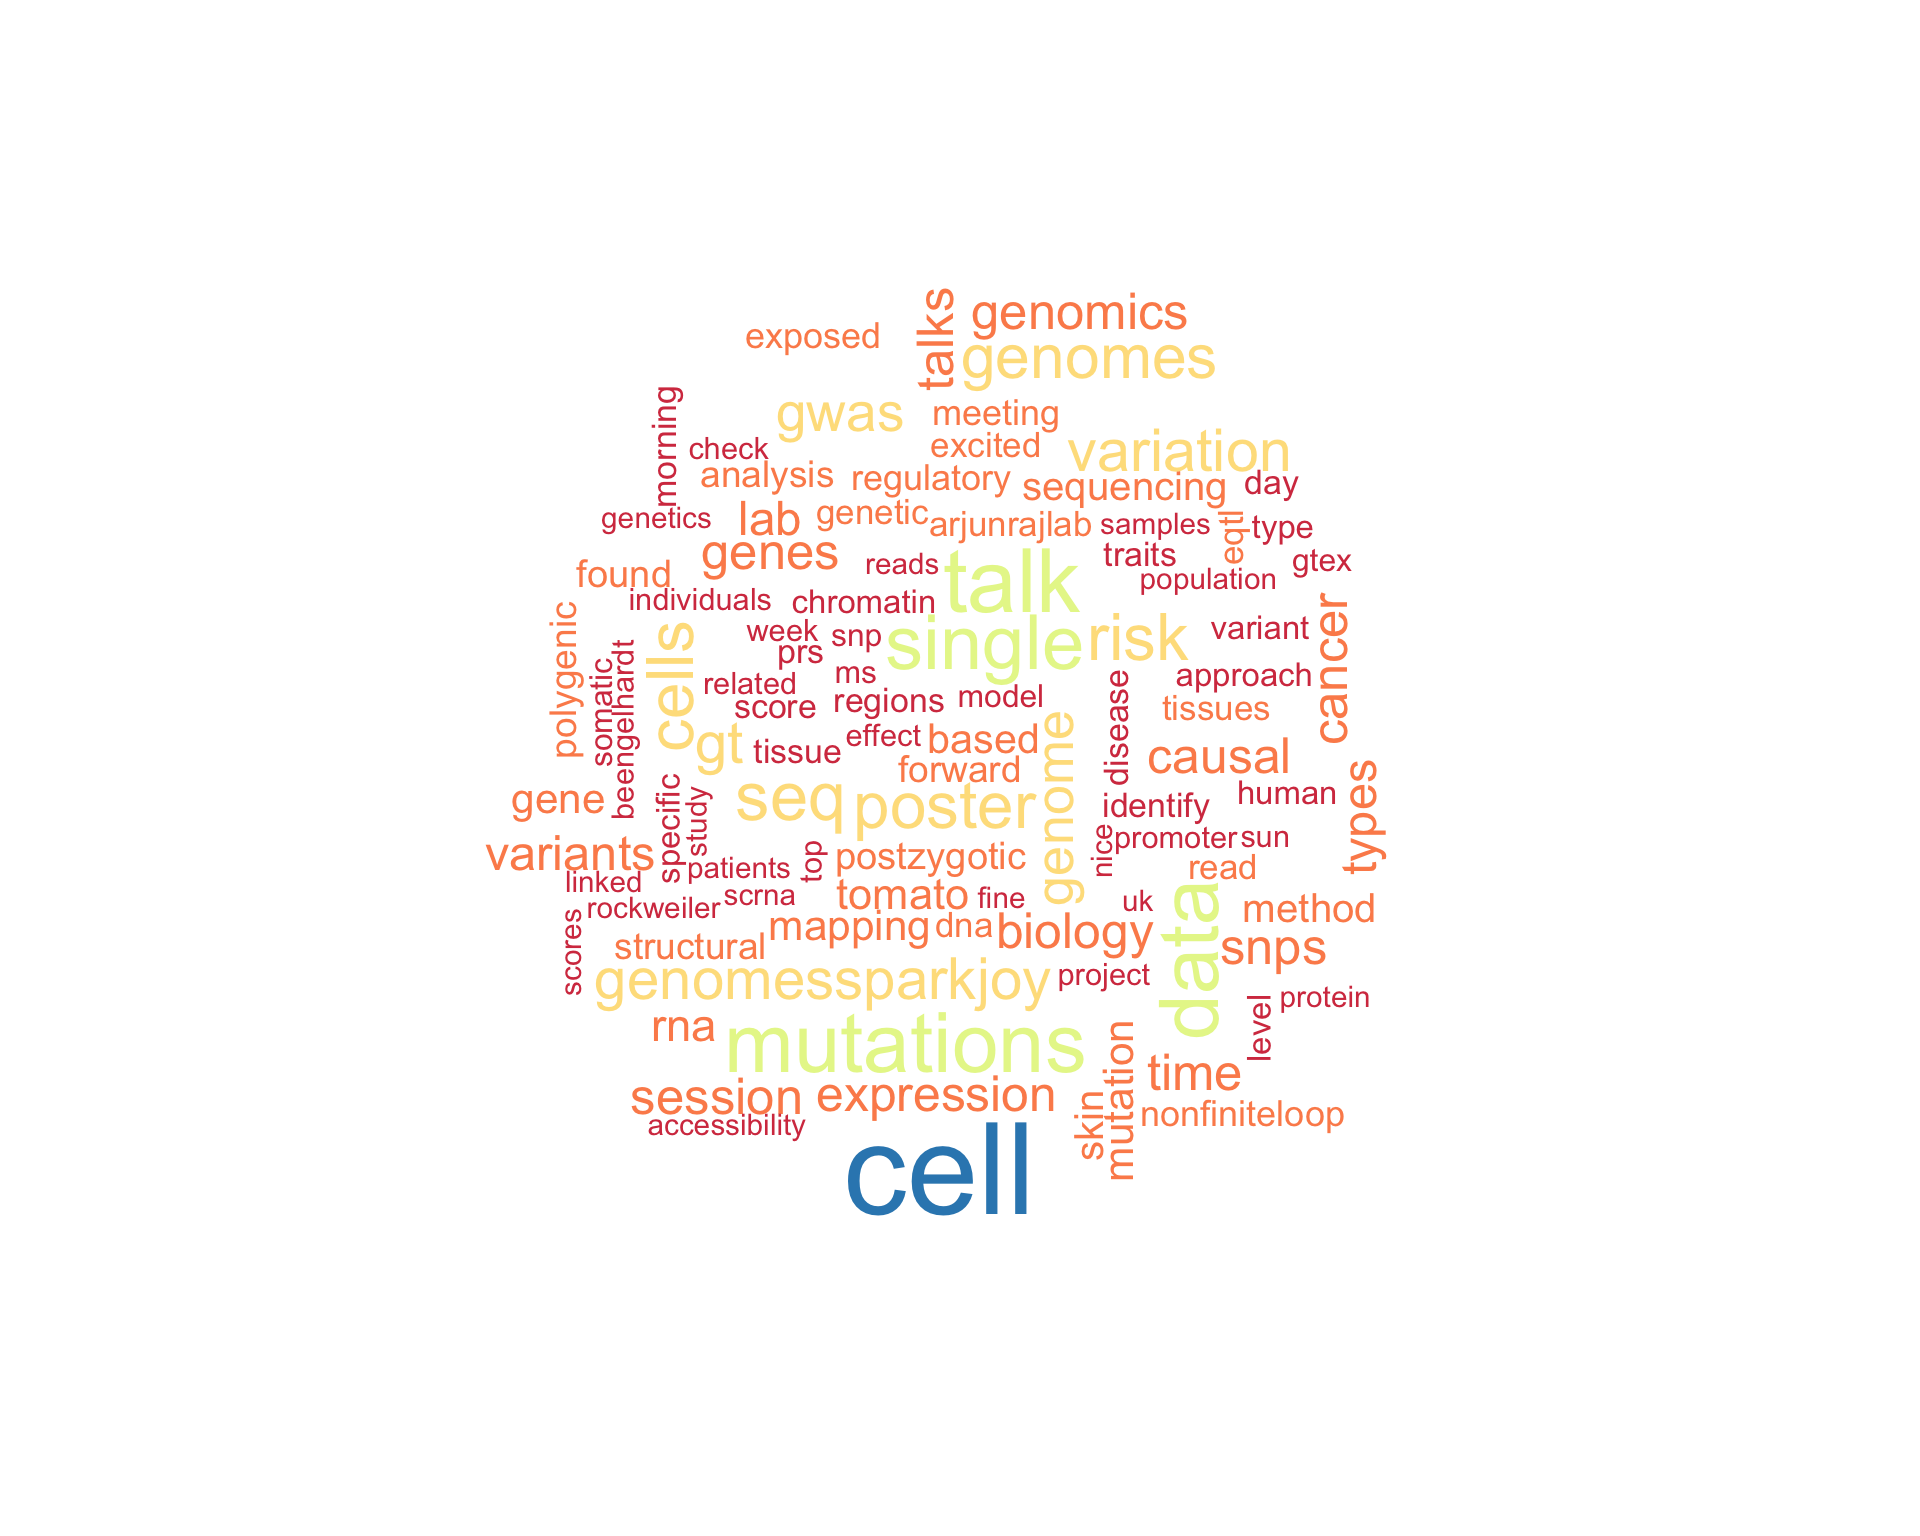 talks
genomics
exposed
genomes
gwas
meeting
morning
check
excited
variation
analysis
regulatory
sequencing
day
genetics
lab
genetic
arjunrajlab
samples
eqtl
type
genes
reads
talk
traits
gtex
found
population
individuals
chromatin
polygenic
cells
week
snp
single
risk
variant
cancer
prs
somatic
beengelhardt
related
ms
score
regions
model
disease
approach
tissues
gt
tissue
effect
based
genome
causal
forward
gene
specific
study
seq
poster
identify
human
types
variants
nice
promoter
sun
linked
patients
top
postzygotic
read
rockweiler
scrna
tomato
fine
uk
data
method
scores
structural
mapping
dna
biology
snps
genomessparkjoy
project
level
protein
rna
mutations
mutation
time
session
expression
skin
nonfiniteloop
accessibility
cell